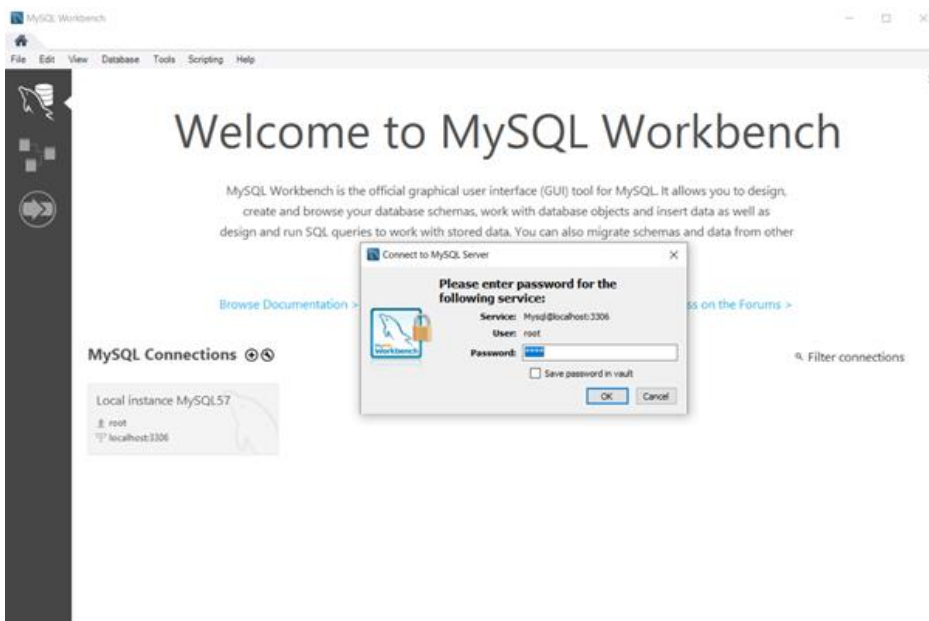 MySQL Workbench
File Edit View Database Tools Scripting Help
Welcome to MySQL Workbench
MySQL Workbench is the official graphical user interface (GUI) tool for MySQL. It allows you to design,
create and browse your database schemas, work with database objects and insert data as well as
design and run SQL queries to work with stored data. You can also migrate schemas and data from other
Browse Documentation >
ss on the Forums >
Connect to MySQL Server
Please enter password for the
following service:
Service: Mysql@localhost:3306
User: root
Password: ****
Save password in vault
OK Cancel
MySQL Workbench
MySQL Connections
Filter connections
Local instance MySQL57
root
localhost:3306